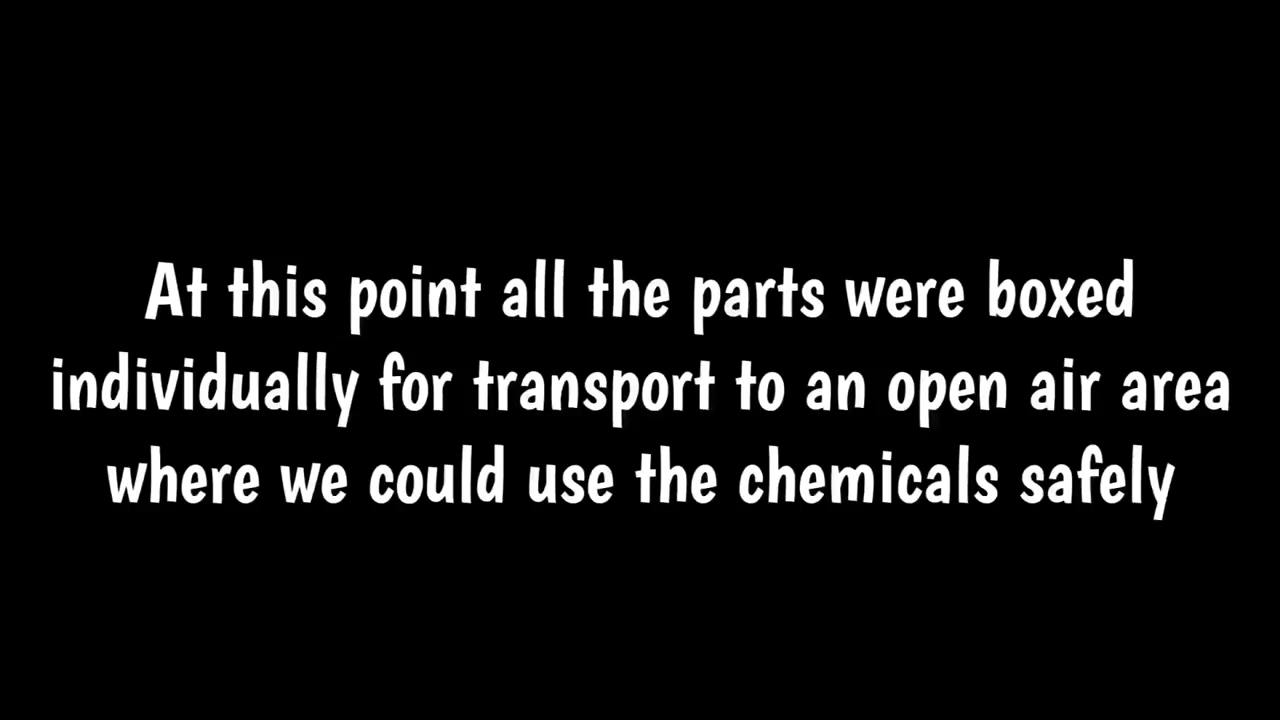 At this point all the parts were boxed
individually for transport to an open air area
where we could use the chemicals safely